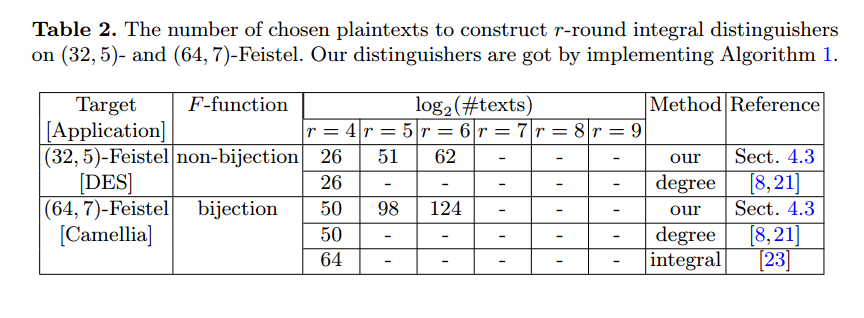 Table 2. The number of chosen plaintexts to construct r-round integral distinguishers
on (32, 5)- and (64, 7)-Feistel. Our distinguishers are got by implementing Algorithm 1.
Target F-function log₂(#texts) Method Reference
[Application] r = 4 r = 5 r = 6 r = 7 r = 8 r = 9
(32, 5)-Feistel non-bijection 26 51 62 - - - our Sect. 4.3
[DES] 26 - - - - - degree [8,21]
(64, 7)-Feistel bijection 50 98 124 - - - our Sect. 4.3
[Camellia] 50 - - - - - degree [8,21]
64 - - - - - integral [23]